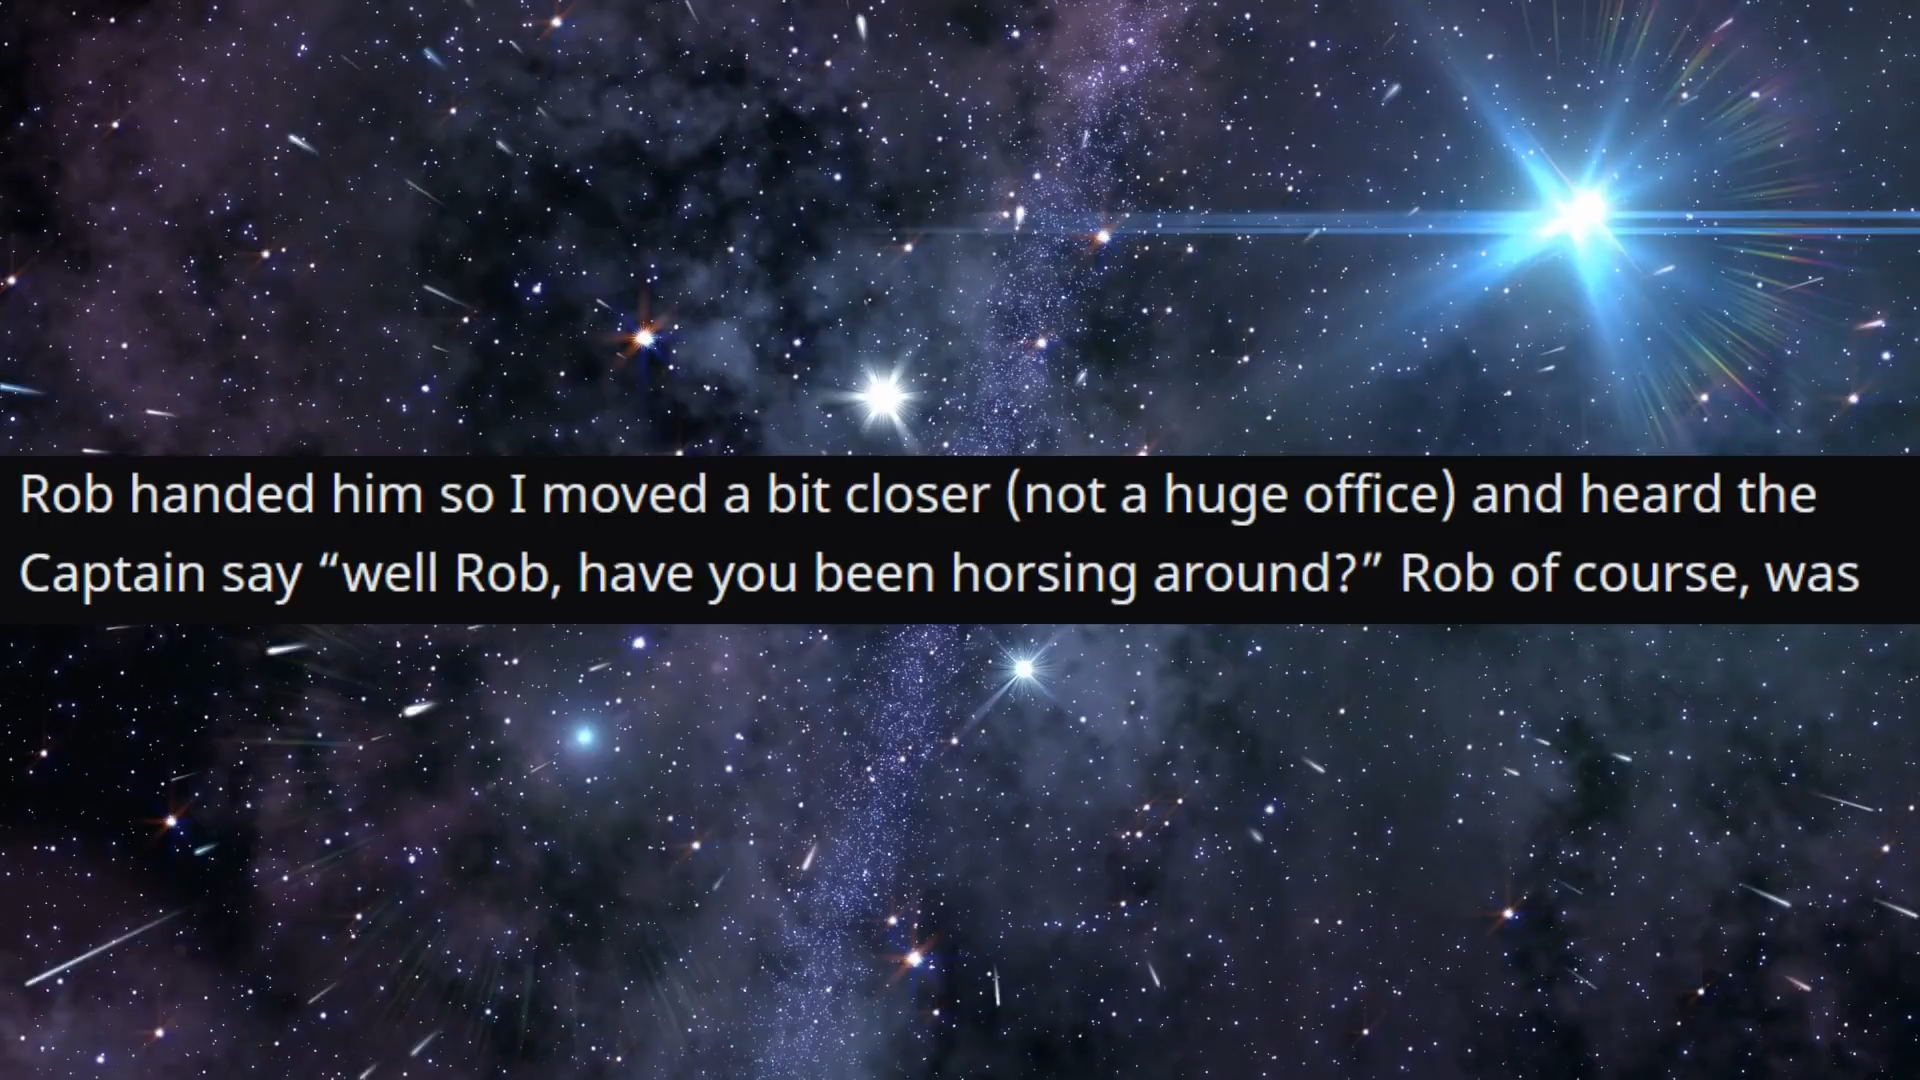 Rob handed him so I moved a bit closer (not a huge office) and heard the
Captain say “well Rob, have you been horsing around?” Rob of course, was